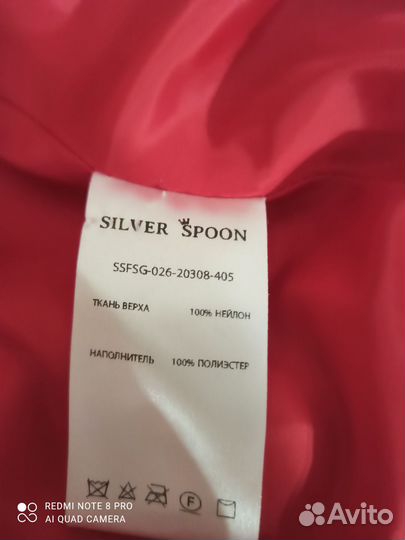 SILVER SPOON
SSFSG-026-20308-405
ТКАНЬ ВЕРХА 100% НЕЙЛОН
НАПОЛНИТЕЛЬ 100% ПОЛИЭСТЕР
F
REDMI NOTE 8 PRO
AI QUAD CAMERA
Avito